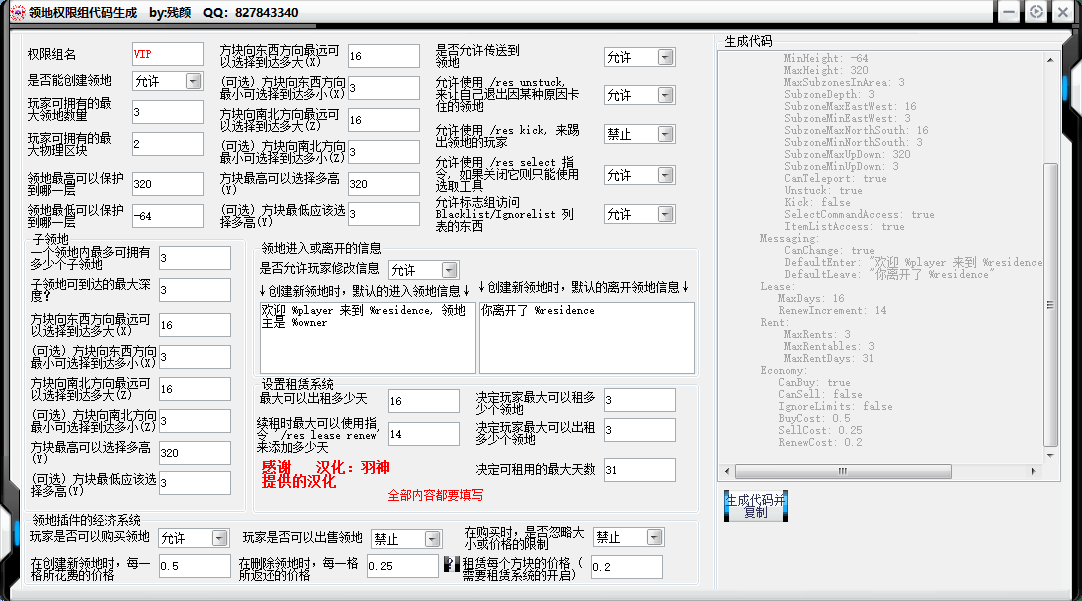 领地权限组代码生成 by:残颜 QQ: 827843340
权限组名
VIP
是否能创建领地
允许
玩家可拥有的最
大领地数量
3
玩家可拥有的最
大物理区块
2
领地最高可以保护
到哪一层
320
领地最低可以保护
到哪一层
-64
方块向东西方向最远可
以选择到达多大(X)
16
(可选) 方块向东西方向
最小可选择到达多小(X)
3
方块向南北方向最远可
以选择到达多大(Z)
16
(可选) 方块向南北方向
最小可选择到达多小(Z)
3
方块最高可以选择多高
(Y)
320
(可选) 方块最低应该选
择多高(Y)
3
是否允许传送到
领地
允许
允许使用 /res unstuck,
来让自己退出因某种原因卡
住的领地
允许
允许使用 /res kick, 来踢
出领地的玩家
禁止
允许使用 /res select 指
令, 如果关闭它则只能使用
选取工具
允许
允许标志组访问
Blacklist/Ignorelist 列
表的东西
允许
子领地
一个领地内最多可拥有
多少个子领地
3
子领地可到达的最大深
度?
3
方块向东西方向最远可
以选择到达多大(X)
16
(可选) 方块向东西方向
最小可选择到达多小(X)
3
方块向南北方向最远可
以选择到达多大(Z)
16
(可选) 方块向南北方向
最小可选择到达多小(Z)
3
方块最高可以选择多高
(Y)
320
(可选) 方块最低应该选
择多高(Y)
3
领地进入或离开的信息
是否允许玩家修改信息
允许
↓创建新领地时, 默认的进入领地信息↓
↓创建新领地时, 默认的离开领地信息↓
欢迎 %player 来到 %residence, 领地
主是 %owner
你离开了 %residence
设置租赁系统
最大可以出租多少天
16
续租时最大可以使用指,
令 /res lease renew'
来添加多少天
14
决定玩家最大可以租多
少个领地
3
决定玩家最大可以出租
多少个领地
3
决定可租用的最大天数
31
感谢 汉化：羽神
提供的汉化
全部内容都要填写
领地插件的经济系统
玩家是否可以购买领地
允许
玩家是否可以出售领地
禁止
在购买时, 是否忽略大
小或价格的限制
禁止
在创建新领地时, 每一
格所花费的价格
0.5
在删除领地时, 每一格
所返还的价格
0.25
?
租赁每个方块的价格 (
需要租赁系统的开启)
0.2
生成代码
MinHeight: -64
MaxHeight: 320
MaxSubzonesInArea: 3
SubzoneDepth: 3
SubzoneMaxEastWest: 16
SubzoneMinEastWest: 3
SubzoneMaxNorthSouth: 16
SubzoneMinNorthSouth: 3
SubzoneMaxUpDown: 320
SubzoneMinUpDown: 3
CanTeleport: true
Unstuck: true
Kick: false
SelectCommandAccess: true
ItemListAccess: true
Messaging:
CanChange: true
DefaultEnter: "欢迎 %player 来到 %residence
DefaultLeave: "你离开了 %residence"
Lease:
MaxDays: 16
RenewIncrement: 14
Rent:
MaxRents: 3
MaxRentables: 3
MaxRentDays: 31
Economy:
CanBuy: true
CanSell: false
IgnoreLimits: false
BuyCost: 0.5
SellCost: 0.25
RenewCost: 0.2
生成代码并
复制